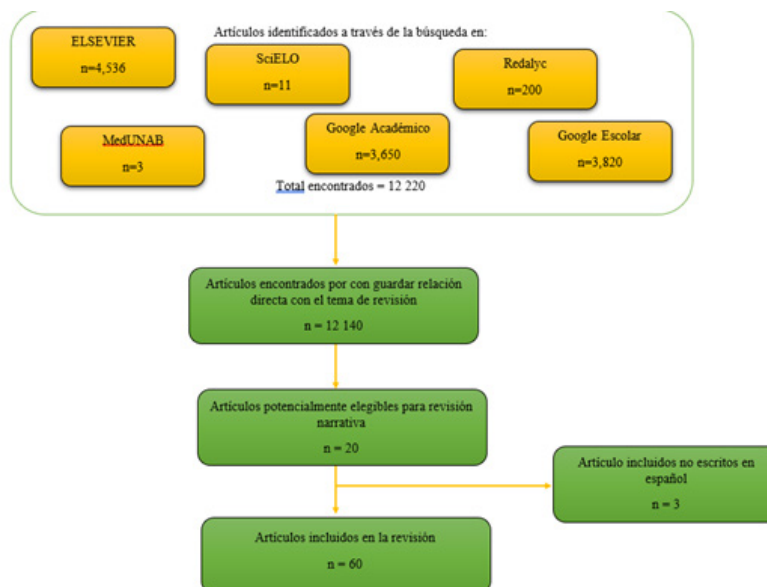 Artículos identificados a través de la búsqueda en:
ELSEVIER
n=4,536
SciELO
n=11
Redalyc
n=200
MedUNAB
n=3
Google Académico
n=3,650
Google Escolar
n=3,820
Total encontrados = 12 220
Artículos encontrados por con guardar relación
directa con el tema de revisión
n = 12 140
Artículos potencialmente elegibles para revisión
narrativa
n = 20
Artículo incluidos no escritos en
español
n = 3
Artículos incluidos en la revisión
n = 60